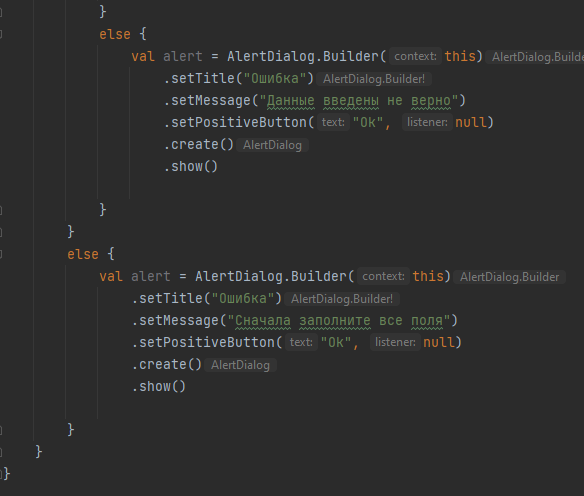 }
else {
val alert = AlertDialog.Builder( context: this) AlertDialog.Builde
.setTitle("Ошибка") AlertDialog.Builder!
.setMessage("Данные введены не верно")
.setPositiveButton( text: "Ok", listener: null)
.create() AlertDialog
.show()
}
}
else {
val alert = AlertDialog.Builder( context: this) AlertDialog.Builder
.setTitle("Ошибка") AlertDialog.Builder!
.setMessage("Сначала заполните все поля")
.setPositiveButton( text: "Ok", listener: null)
.create() AlertDialog
.show()
}
}
}